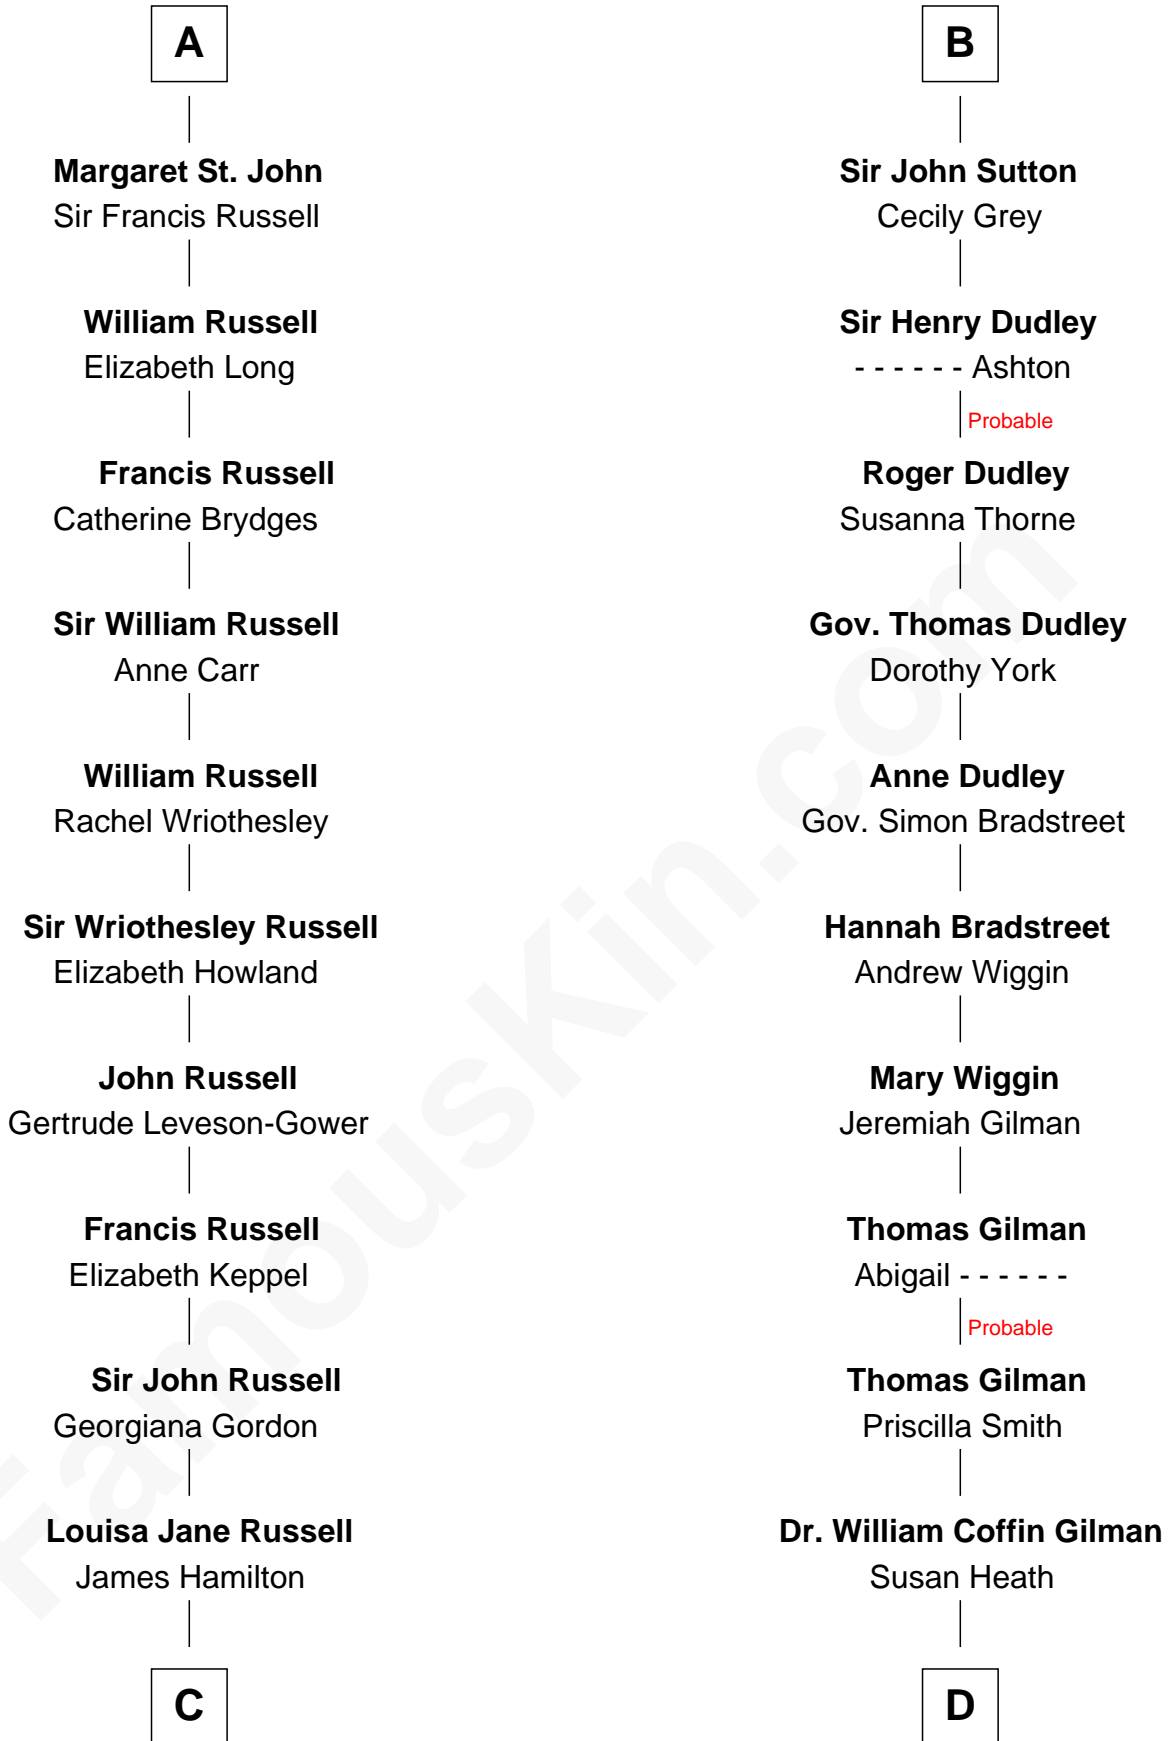 A
Margaret St. John
Sir Francis Russell
William Russell
Elizabeth Long
Francis Russell
Catherine Brydges
Sir William Russell
Anne Carr
William Russell
Rachel Wriothesley
Sir Wriothesley Russell
Elizabeth Howland
John Russell
Gertrude Leveson-Gower
Francis Russell
Elizabeth Keppel
Sir John Russell
Georgiana Gordon
Louisa Jane Russell
James Hamilton
C
B
Sir John Sutton
Cecily Grey
Sir Henry Dudley
- - - - - - Ashton
Probable
Roger Dudley
Susanna Thorne
Gov. Thomas Dudley
Dorothy York
Anne Dudley
Gov. Simon Bradstreet
Hannah Bradstreet
Andrew Wiggin
Mary Wiggin
Jeremiah Gilman
Thomas Gilman
Abigail - - - - - -
Probable
Thomas Gilman
Priscilla Smith
Dr. William Coffin Gilman
Susan Heath
D
FamousKin.com